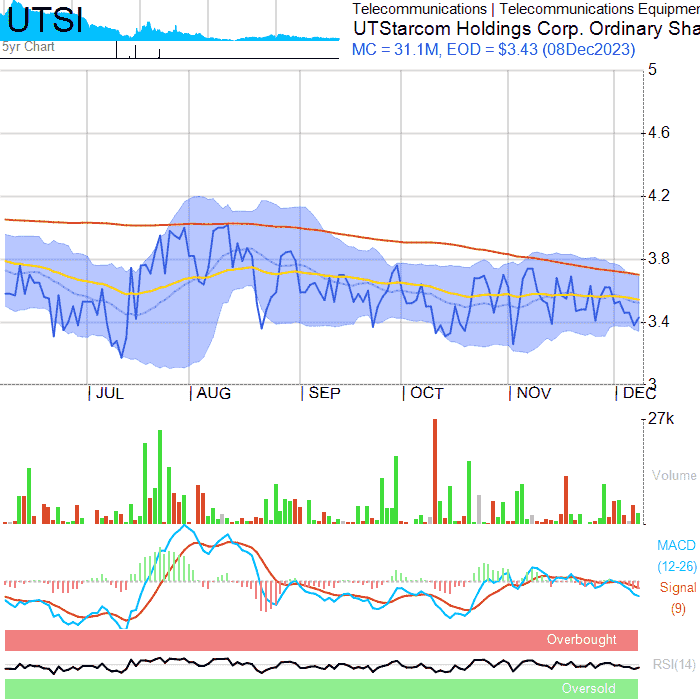 UTSI
5yr Chart
Telecommunications | Telecommunications Equipmen
UTStarcom Holdings Corp. Ordinary Sha
MC = 31.1M, EOD = $3.43 (08Dec2023)
5
4.6
4.2
3.8
3.4
3
|JUL |AUG |SEP |OCT |NOV |DEC
27k
Volume
MACD
(12-26)
Signal
(9)
Overbought
RSI(14)
Oversold